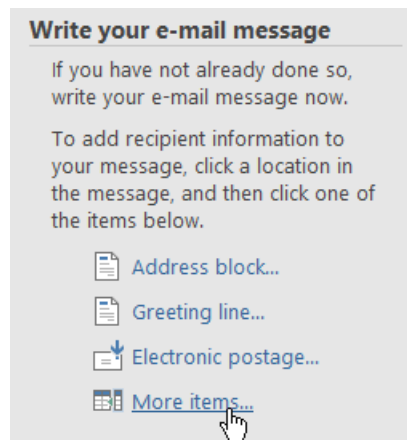 Write your e-mail message
If you have not already done so,
write your e-mail message now.
To add recipient information to
your message, click a location in
the message, and then click one of
the items below.
Address block...
Greeting line...
Electronic postage...
More items...